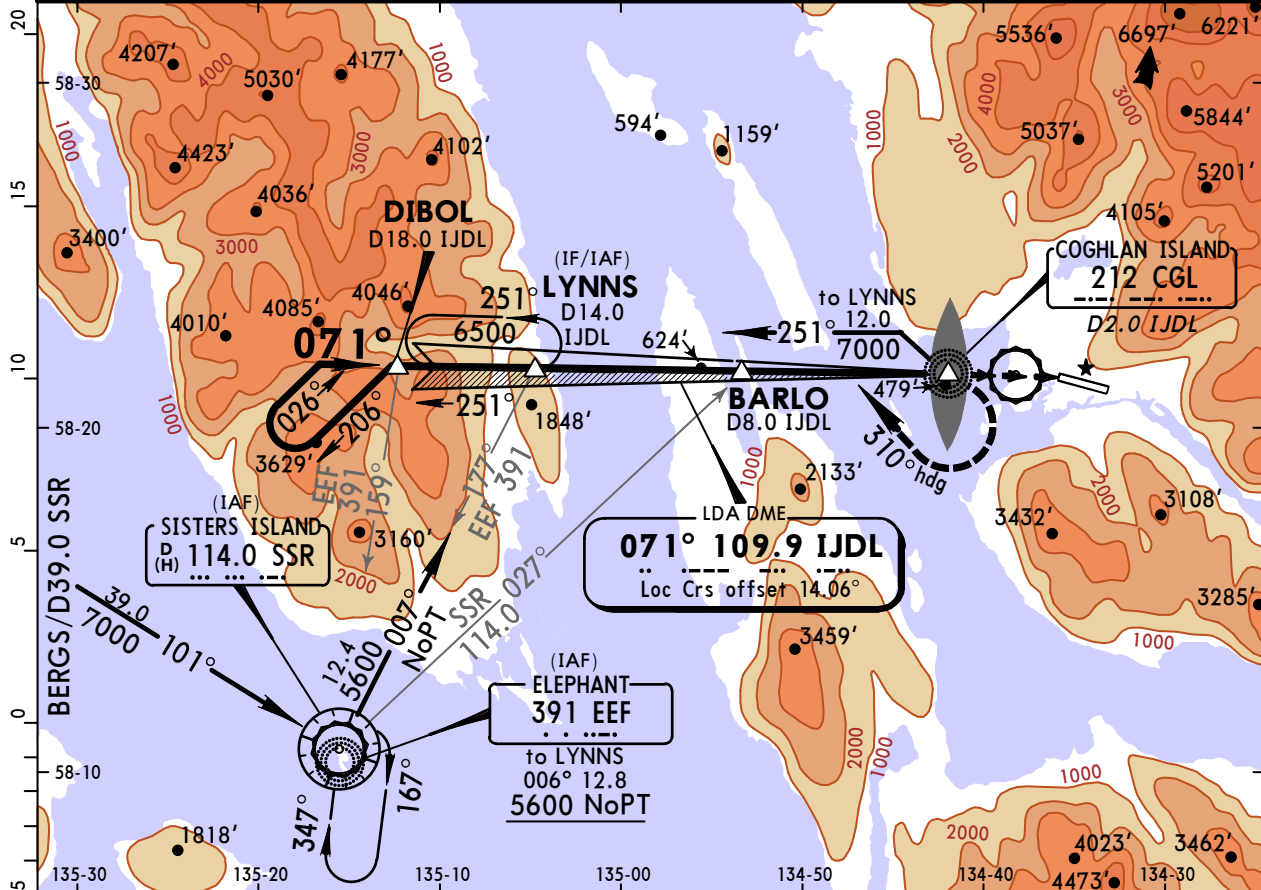 20
58-30
15
10
58-20
5
0
58-10
5
135-30
135-20
135-10
135-00
134-50
134-40
134-30
4207'
4000
5030'
4177'
1000
1000
4423'
4102'
3000
4036'
3400'
3000
4010'
4085'
4046'
1000
3629'
3160'
2000
594'
1159'
1848'
624'
479'
1000
2133'
3459'
2000
1000
5536'
6697'
6221'
4000
3000
5844'
5037'
1000
2000
5201'
4105'
2000
3432'
3108'
1000
3285'
1000
2000
4023'
3462'
4473'
1818'
DIBOL
D18.0 IJDL
(IF/IAF)
LYNNS
D14.0
IJDL
251°
6500
071°
026°
206°
251°
to LYNNS
12.0
251°
7000
BARLO
D8.0 IJDL
310° hdg
COGHLAN ISLAND
212 CGL
D2.0 IJDL
LDA DME
071° 109.9 IJDL
Loc Crs offset 14.06°
EEF
391
159°
177°
EEF 391
SSR 027°
114.0
(IAF)
SISTERS ISLAND
D
(H) 114.0 SSR
BERGS/D39.0 SSR
39.0
7000
101°
12.4
5600 007°
NoPT
(IAF)
ELEPHANT
391 EEF
to LYNNS
006° 12.8
5600 NoPT
347°
167°